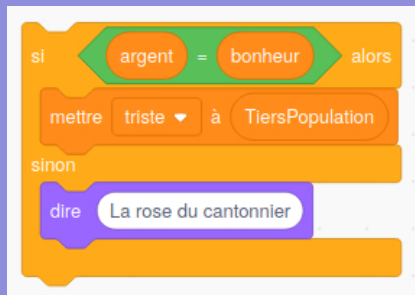 si argent = bonheur alors
mettre triste à TiersPopulation
sinon
dire La rose du cantonnier